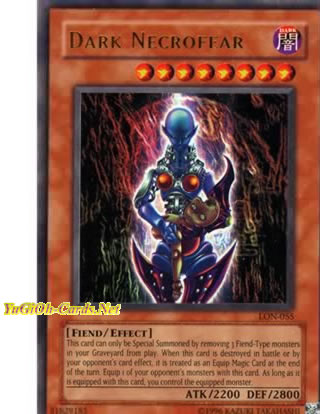 DARK NECROFEAR
DARK
闇
LON-065
YuGiOh-Cards.Net
[FIEND/EFFECT]
This card can only be Special Summoned by removing 3 Fiend-Type monsters
in your Graveyard from play. When this card is destroyed in battle or by
your opponent's card effect, it is treated as an Equip Magic Card at the end
of the turn. Equip 1 of your opponent's monsters with this card. As long as it
is equipped with this card, you control the equipped monster.
ATK/2200 DEF/2800
31829185
©1996 KAZUKI TAKAHASHI